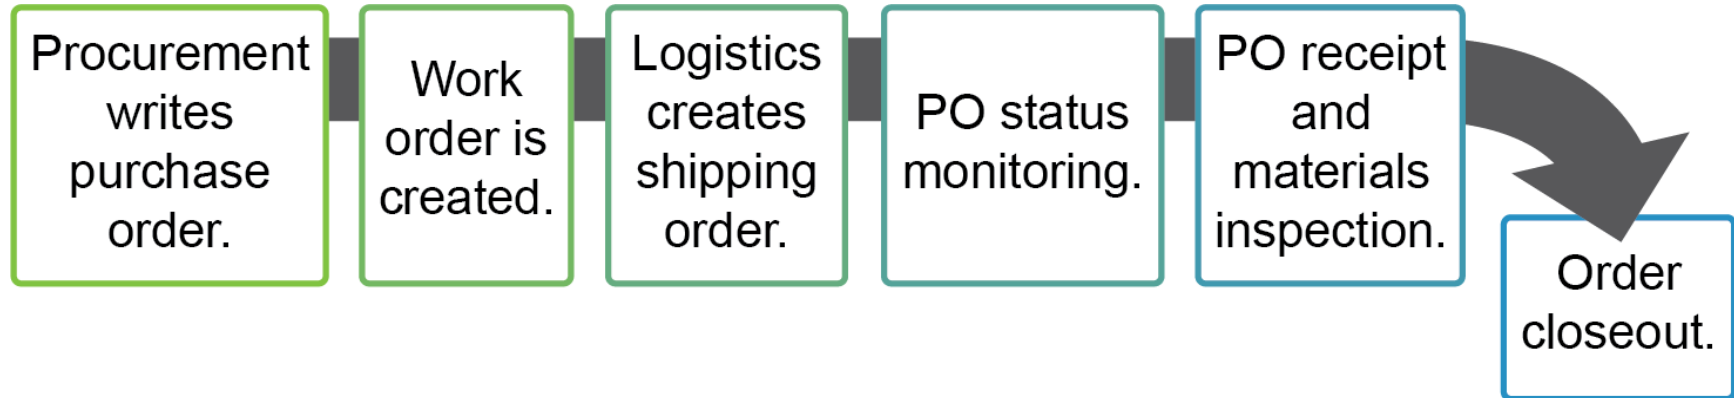 Procurement
writes
purchase
order.
Work
order is
created.
Logistics
creates
shipping
order.
PO status
monitoring.
PO receipt
and
materials
inspection.
Order
closeout.